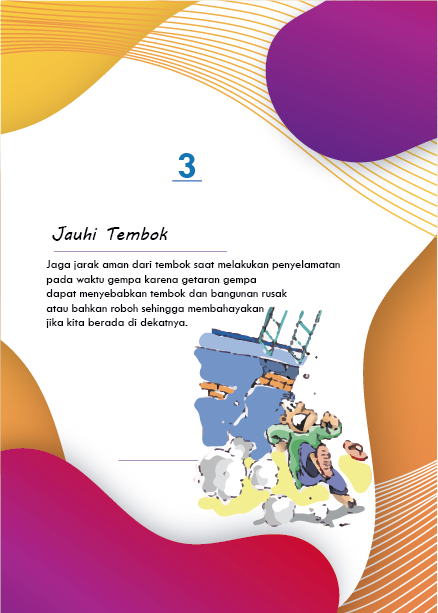 3
Jauhi Tembok
Jaga jarak aman dari tembok saat melakukan penyelamatan
pada waktu gempa karena getaran gempa
dapat menyebabkan tembok dan bangunan rusak
atau bahkan roboh sehingga membahayakan
jika kita berada di dekatnya.